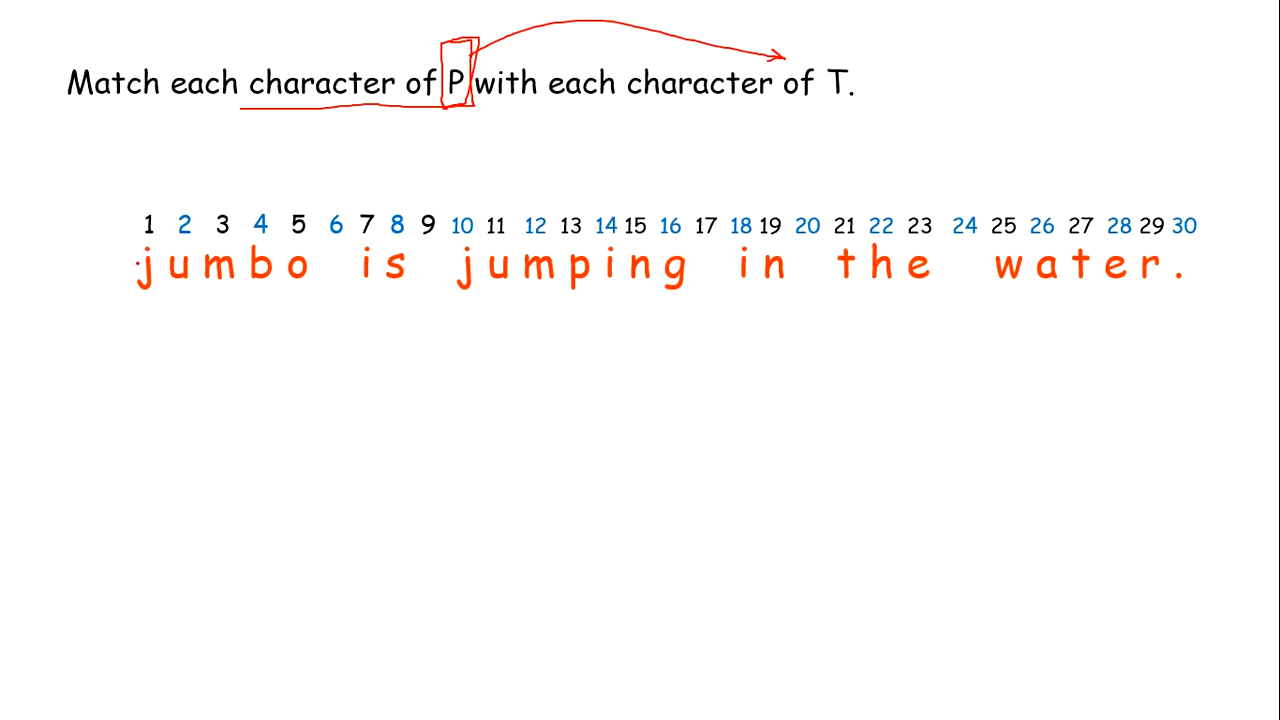 Match each character of P with each character of T.
1 2 3 4 5 6 7 8 9 10 11 12 13 14 15 16 17 18 19 20 21 22 23 24 25 26 27 28 29 30
jumbo is jumping in the water.